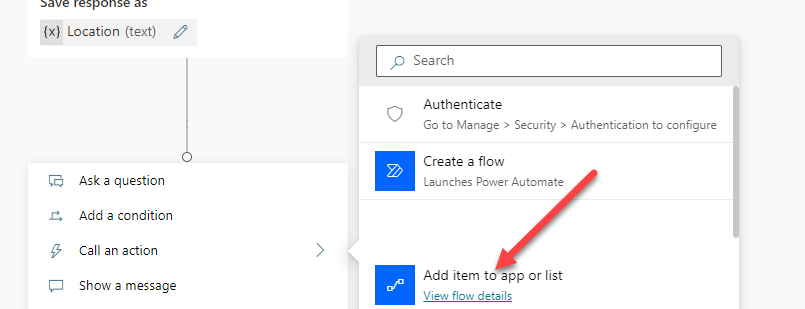 Save response as
{x} Location (text)
Search
Authenticate
Go to Manage > Security > Authentication to configure
Create a flow
Launches Power Automate
Ask a question
Add a condition
Call an action
Show a message
Add item to app or list
View flow details